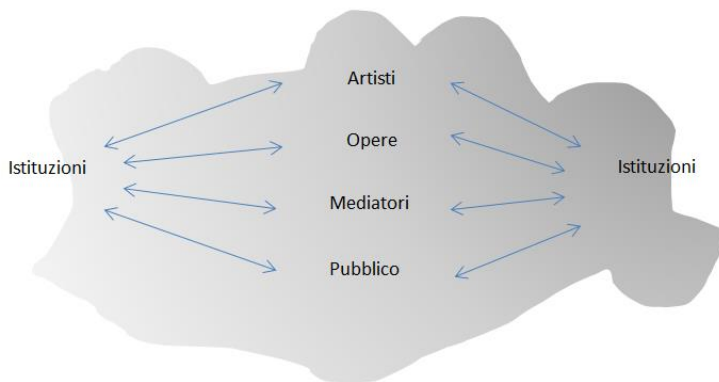 Artisti
Opere
Istituzioni
Istituzioni
Mediatori
Pubblico